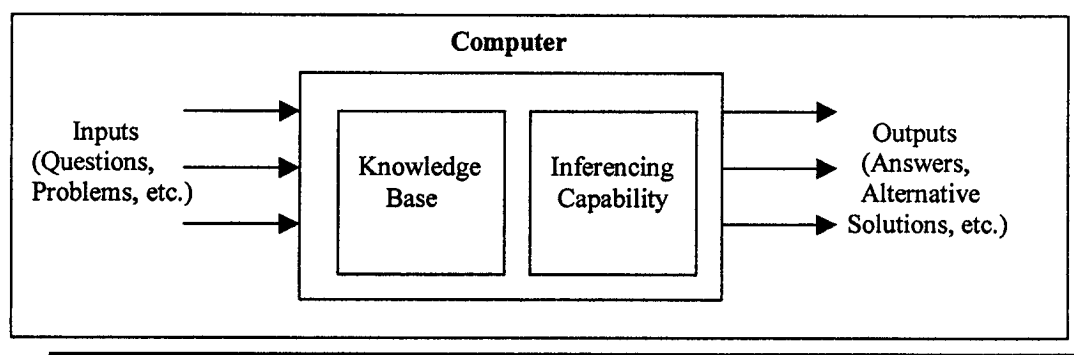 Computer
Inputs
(Questions,
Problems, etc.)
Knowledge
Base
Inferencing
Capability
Outputs
(Answers,
Alternative
Solutions, etc.)